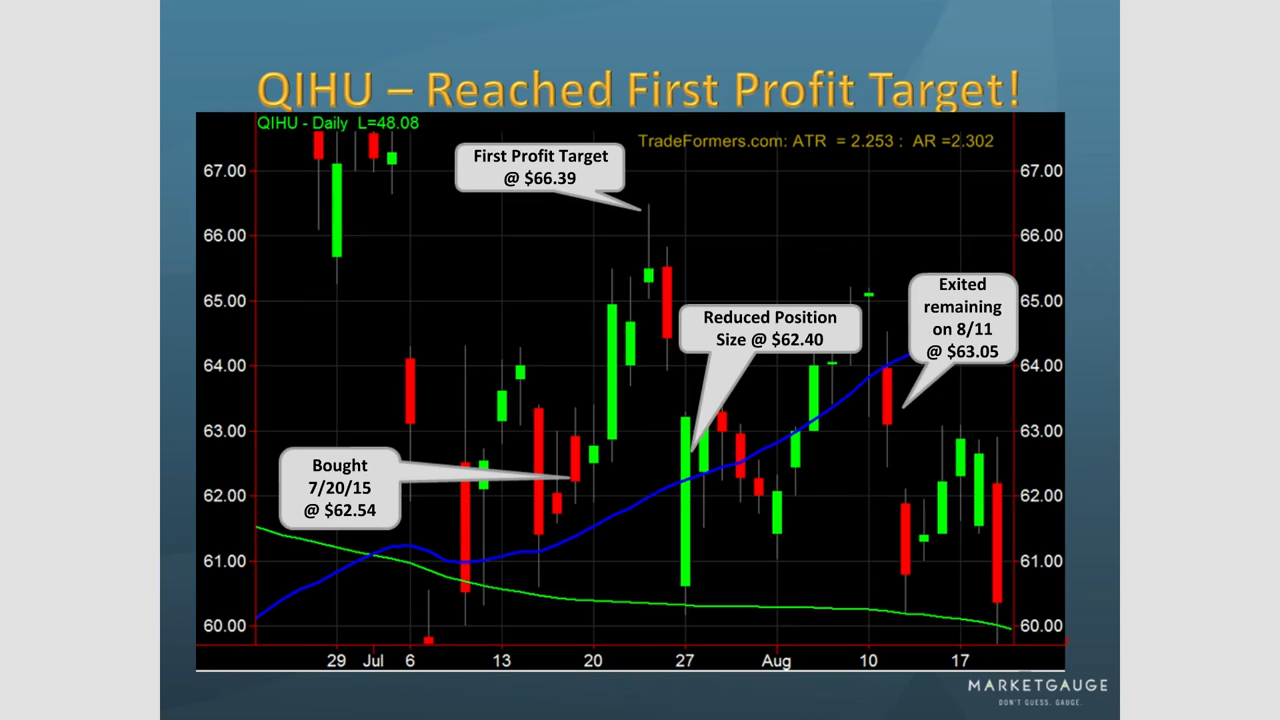 QIHU – Reached First Profit Target!
QIHU - Daily L=48.08
TradeFormers.com: ATR = 2.253 : AR =2.302
First Profit Target
@ $66.39
Reduced Position
Size @ $62.40
Exited
remaining
on 8/11
@ $63.05
Bought
7/20/15
@ $62.54
67.00
66.00
65.00
64.00
63.00
62.00
61.00
60.00
67.00
66.00
65.00
64.00
63.00
62.00
61.00
60.00
29 Jul 6 13 20 27 Aug 10 17
MARKETGAUGE
DON'T GUESS. GAUGE.